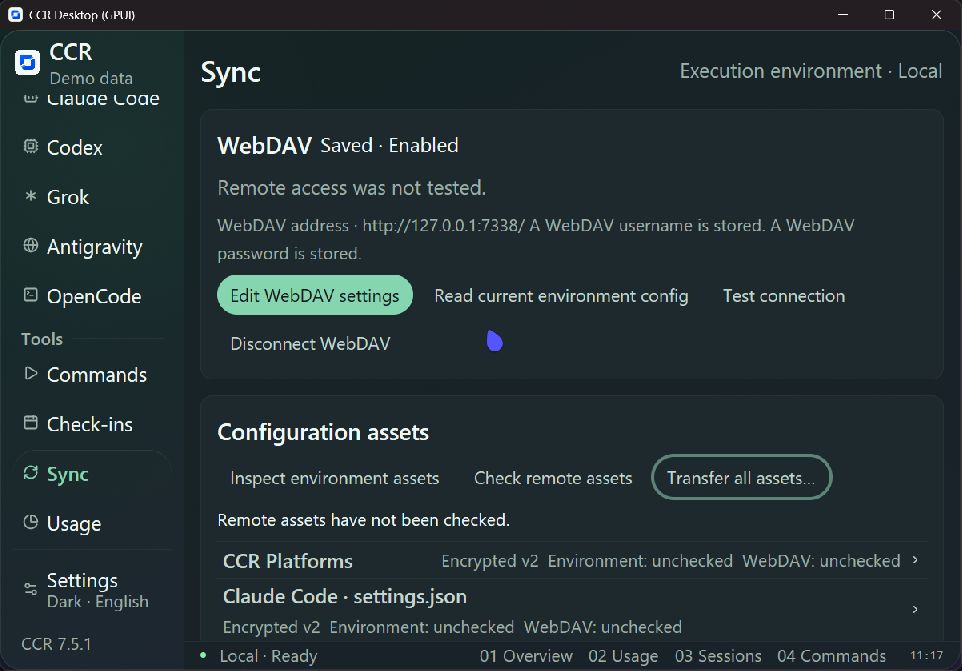 CCR Desktop (GPUI)
CCR
Demo data
Claude Code
Codex
Grok
Antigravity
OpenCode
Tools
Commands
Check-ins
Sync
Usage
Settings
Dark · English
CCR 7.5.1
Sync
Execution environment · Local
WebDAV Saved · Enabled
Remote access was not tested.
WebDAV address · http://127.0.0.1:7338/ A WebDAV username is stored. A WebDAV
password is stored.
Edit WebDAV settings Read current environment config Test connection
Disconnect WebDAV
Configuration assets
Inspect environment assets Check remote assets Transfer all assets...
Remote assets have not been checked.
CCR Platforms Encrypted v2 Environment: unchecked WebDAV: unchecked
Claude Code · settings.json
Encrypted v2 Environment: unchecked WebDAV: unchecked
Local · Ready 01 Overview 02 Usage 03 Sessions 04 Commands 11:17